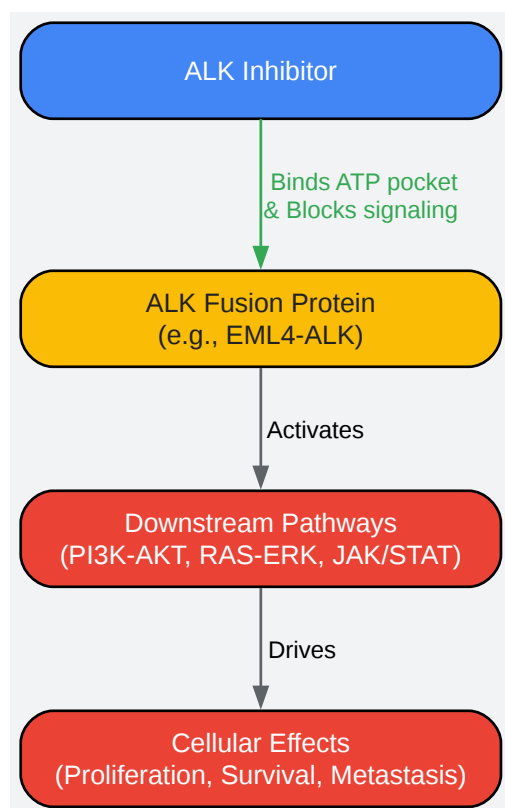 ALK Inhibitor
Binds ATP pocket
& Blocks signaling
ALK Fusion Protein
(e.g., EML4-ALK)
Activates
Downstream Pathways
(PI3K-AKT, RAS-ERK, JAK/STAT)
Drives
Cellular Effects
(Proliferation, Survival, Metastasis)